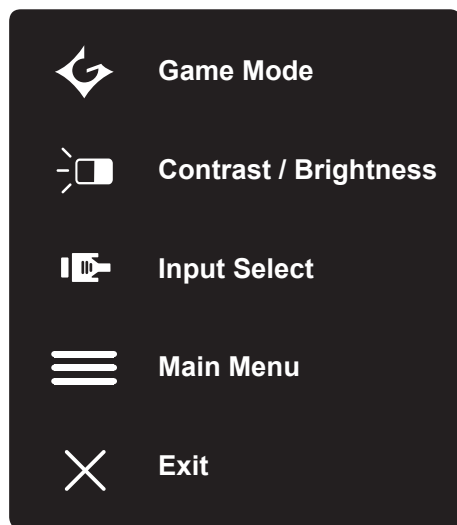 Game Mode
Contrast / Brightness
Input Select
Main Menu
Exit